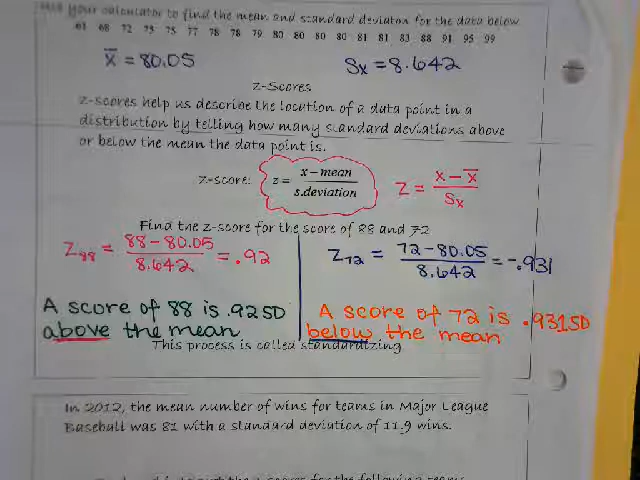 your calculator to find the mean and standard deviation for the data below
61 68 72 73 75 77 78 78 79 80 80 80 80 81 81 83 88 91 95 99
x̄ = 80.05 Sx = 8.642
Z-Scores
Z-scores help us describe the location of a data point in a
distribution by telling how many standard deviations above
or below the mean the data point is.
Z-score: z = (x - mean) / s.deviation Z = (x - x̄) / Sx
Find the z-score for the score of 88 and 72
Z88 = (88 - 80.05) / 8.642 = .92
Z72 = (72 - 80.05) / 8.642 = -.931
A score of 88 is .92SD
above the mean
A score of 72 is .931SD
below the mean
This process is called standardizing
In 2012, the mean number of wins for teams in Major League
Baseball was 81 with a standard deviation of 11.9 wins.